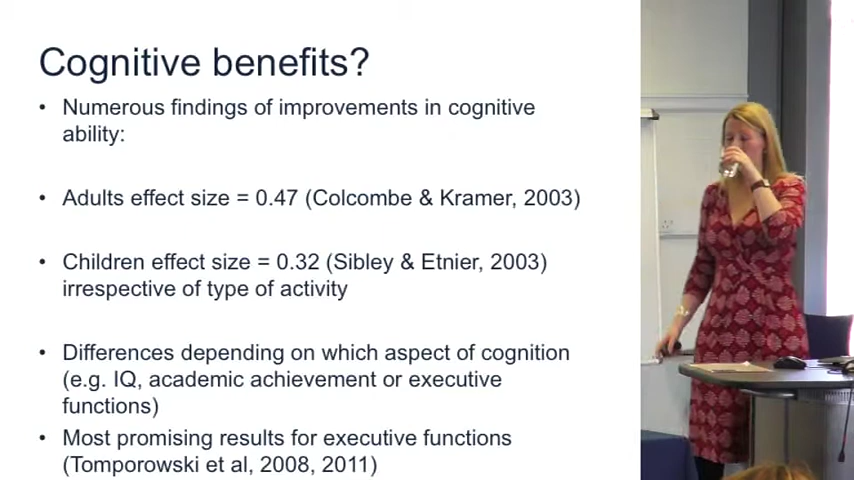 Cognitive benefits?
• Numerous findings of improvements in cognitive
ability:
• Adults effect size = 0.47 (Colcombe & Kramer, 2003)
• Children effect size = 0.32 (Sibley & Etnier, 2003)
irrespective of type of activity
• Differences depending on which aspect of cognition
(e.g. IQ, academic achievement or executive
functions)
• Most promising results for executive functions
(Tomporowski et al, 2008, 2011)